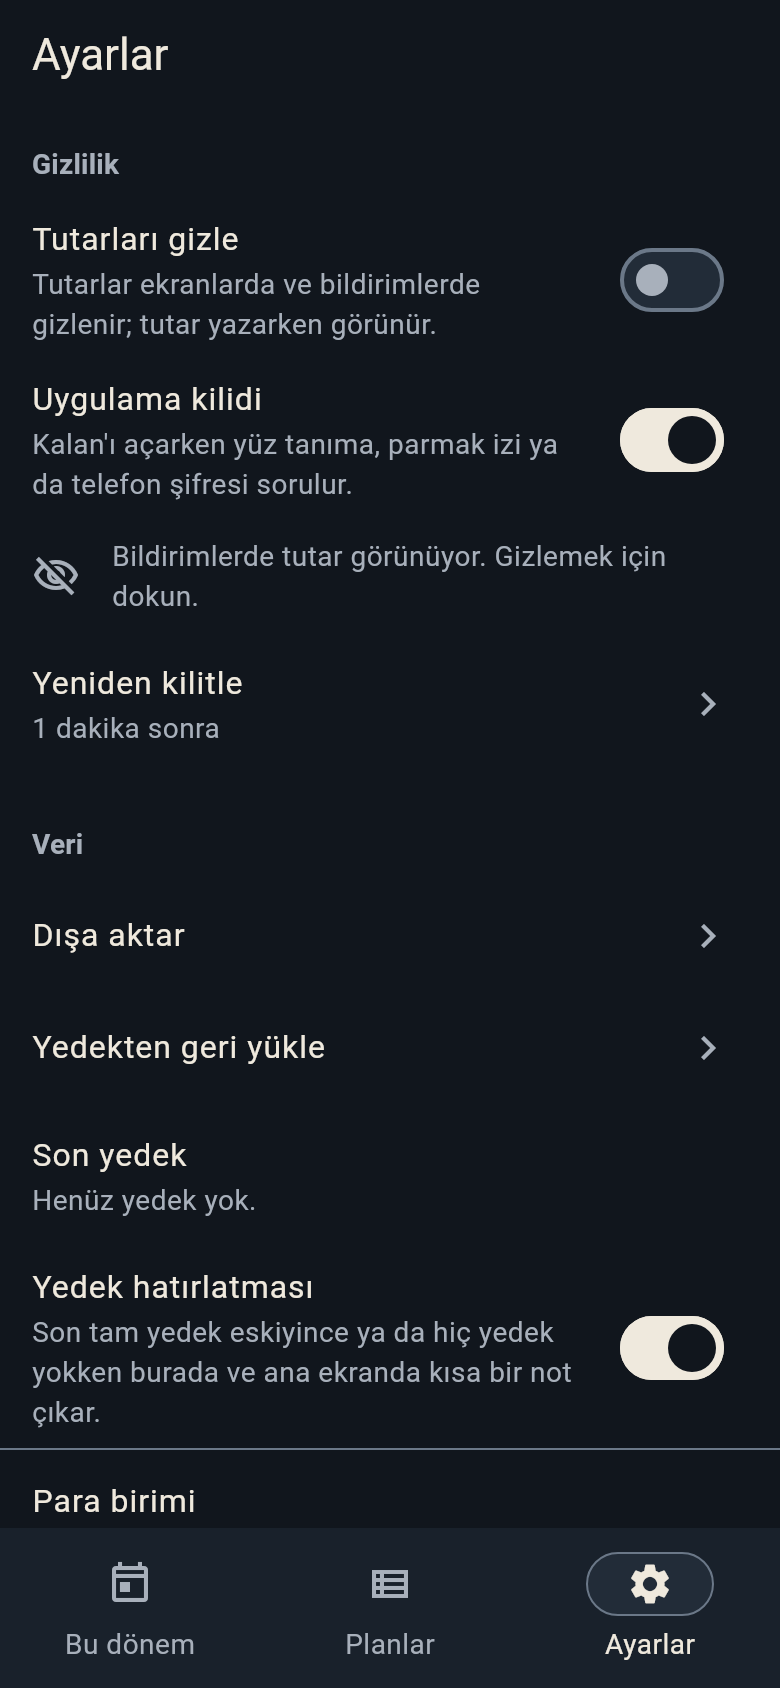 Ayarlar
Gizlilik
Tutarları gizle
Tutarlar ekranlarda ve bildirimlerde
gizlenir; tutar yazarken görünür.
Uygulama kilidi
Kalan'ı açarken yüz tanıma, parmak izi ya
da telefon şifresi sorulur.
Bildirimlerde tutar görünüyor. Gizlemek için
dokun.
Yeniden kilitle
1 dakika sonra
Veri
Dışa aktar
Yedekten geri yükle
Son yedek
Henüz yedek yok.
Yedek hatırlatması
Son tam yedek eskiyince ya da hiç yedek
yokken burada ve ana ekranda kısa bir not
çıkar.
Para birimi
Bu dönem
Planlar
Ayarlar